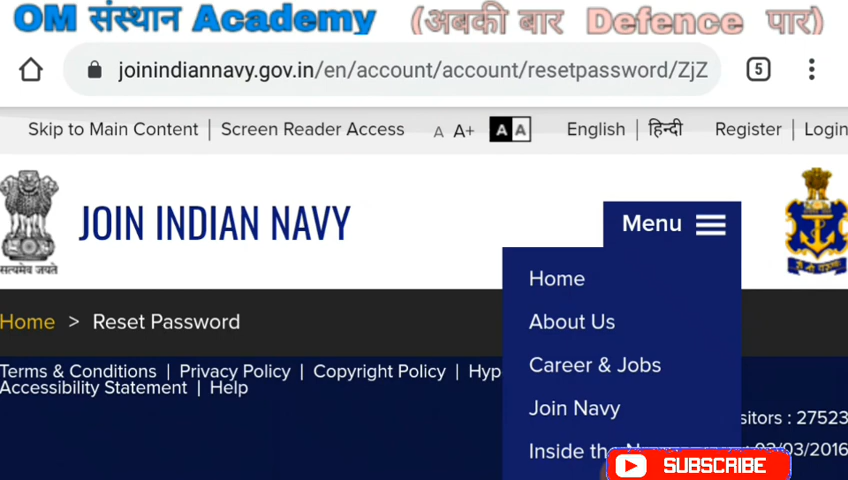 OM संस्थान Academy (अबकी बार Defence पार)
joinindiannavy.gov.in/en/account/account/resetpassword/ZjZ 5
Skip to Main Content | Screen Reader Access A A+ A A English | हिन्दी Register | Login
JOIN INDIAN NAVY
सत्यमेव जयते
Menu
Home
About Us
Career & Jobs
Join Navy
Inside the
Home > Reset Password
Terms & Conditions | Privacy Policy | Copyright Policy | Hyp
Accessibility Statement | Help
sitors : 27523
/03/2016
SUBSCRIBE